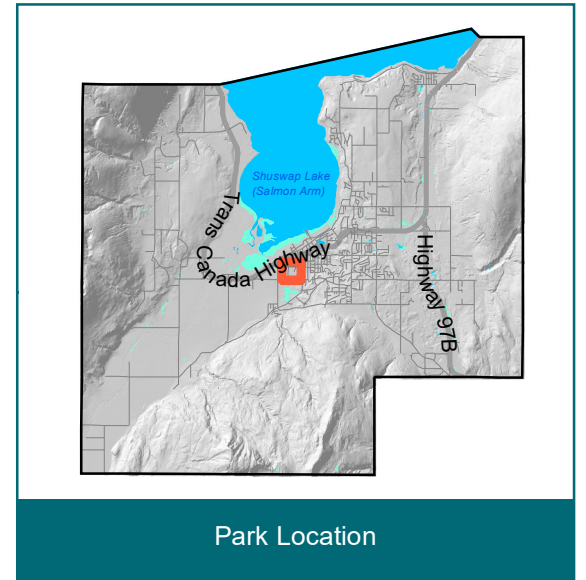 Shuswap Lake
(Salmon Arm)
Trans Canada Highway
Highway 97B
Park Location